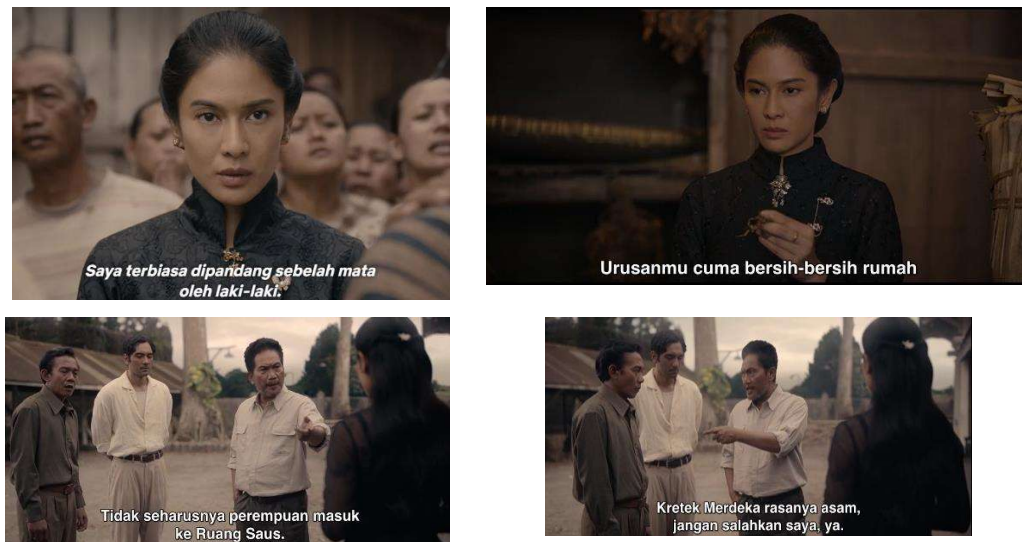 Saya terbiasa dipandang sebelah mata
oleh laki-laki.
Urusanmu cuma bersih-bersih rumah
Tidak seharusnya perempuan masuk
ke Ruang Saus.
Kretek Merdeka rasanya asam,
jangan salahkan saya, ya.